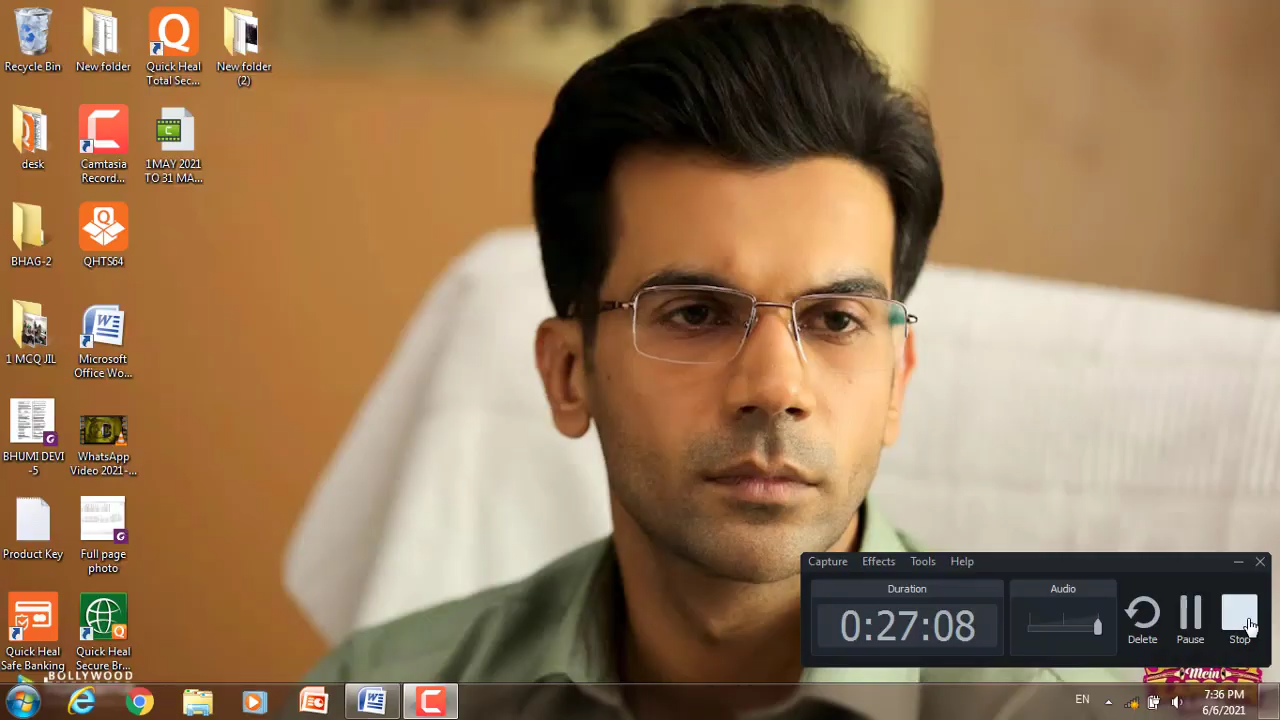 Recycle Bin
New folder
Quick Heal
Total Sec...
New folder
(2)
desk
Camtasia
Record...
1MAY 2021
TO 31 MA...
BHAG-2
QHTS64
1 MCQ JIL
Microsoft
Office Wo...
BHUMI DEVI
-5
WhatsApp
Video 2021-...
Product Key
Full page
photo
Quick Heal
Safe Banking
Quick Heal
Secure Br...
BOLLYWOOD
Mein
Capture Effects Tools Help
Duration
0:27:08
Audio
Delete Pause Stop
EN
7:36 PM
6/6/2021